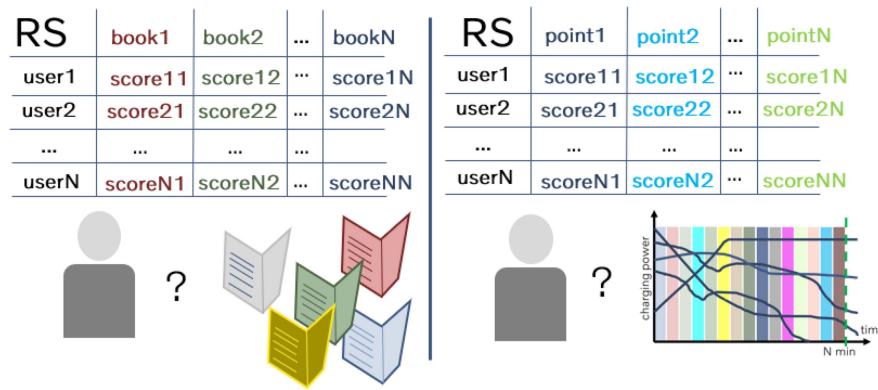 RS book1 book2 ... bookN
user1 score11 score12 ... score1N
user2 score21 score22 ... score2N
... ... ... ...
userN scoreN1 scoreN2 ... scoreNN
?
RS point1 point2 ... pointN
user1 score11 score12 ... score1N
user2 score21 score22 ... score2N
... ... ... ...
userN scoreN1 scoreN2 ... scoreNN
?
charging power
tim
N min